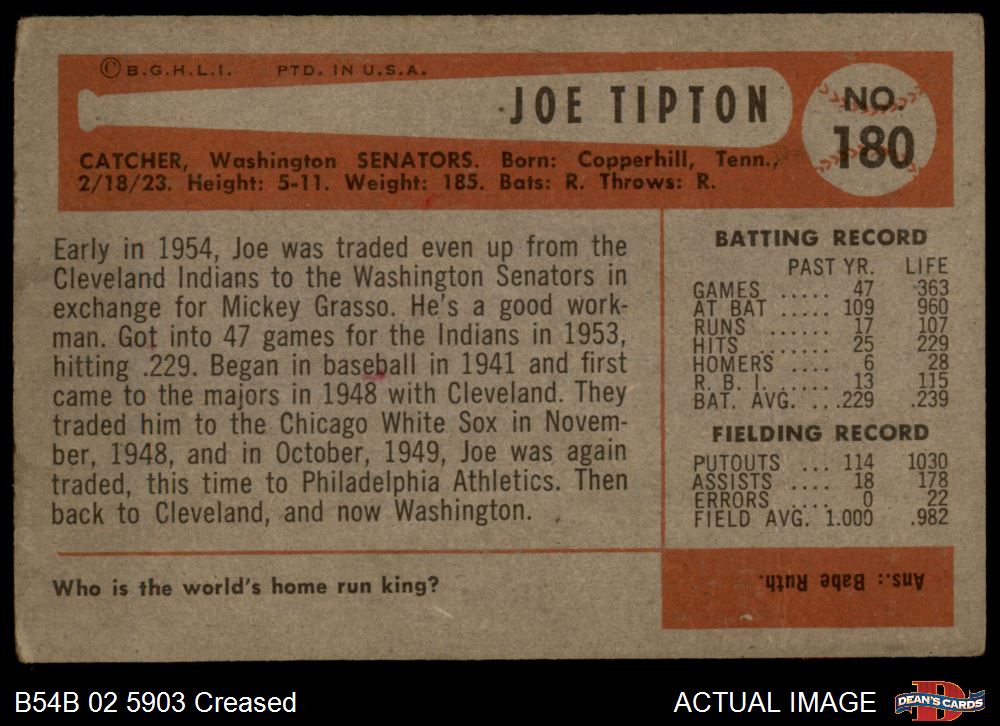 © B.G.H.L.I. PTD. IN U.S.A.
JOE TIPTON
NO.
180
CATCHER, Washington SENATORS. Born: Copperhill, Tenn.,
2/18/23. Height: 5-11. Weight: 185. Bats: R. Throws: R.
Early in 1954, Joe was traded even up from the
Cleveland Indians to the Washington Senators in
exchange for Mickey Grasso. He's a good work-
man. Got into 47 games for the Indians in 1953,
hitting .229. Began in baseball in 1941 and first
came to the majors in 1948 with Cleveland. They
traded him to the Chicago White Sox in Novem-
ber, 1948, and in October, 1949, Joe was again
traded, this time to Philadelphia Athletics. Then
back to Cleveland, and now Washington.
BATTING RECORD
PAST YR. LIFE
GAMES ..... 47 363
AT BAT ..... 109 960
RUNS ...... 17 107
HITS ....... 25 229
HOMERS .... 6 28
R. B. I. ...... 13 115
BAT. AVG. ...229 .239
FIELDING RECORD
PUTOUTS ... 114 1030
ASSISTS .... 18 178
ERRORS .... 0 22
FIELD AVG. 1.000 .982
Who is the world's home run king?
Ans.: Babe Ruth.
B54B 02 5903 Creased
ACTUAL IMAGE
D
DEAN'S CARDS